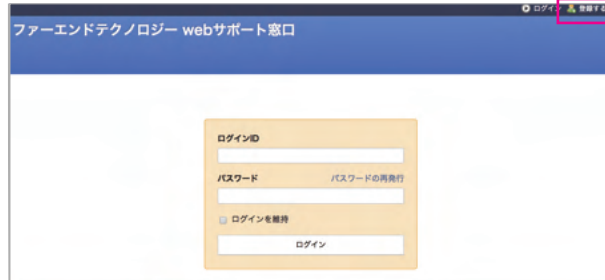 ログイン 登録する
ファーエンドテクノロジー webサポート窓口
ログインID
パスワード パスワードの再発行
ログインを維持
ログイン